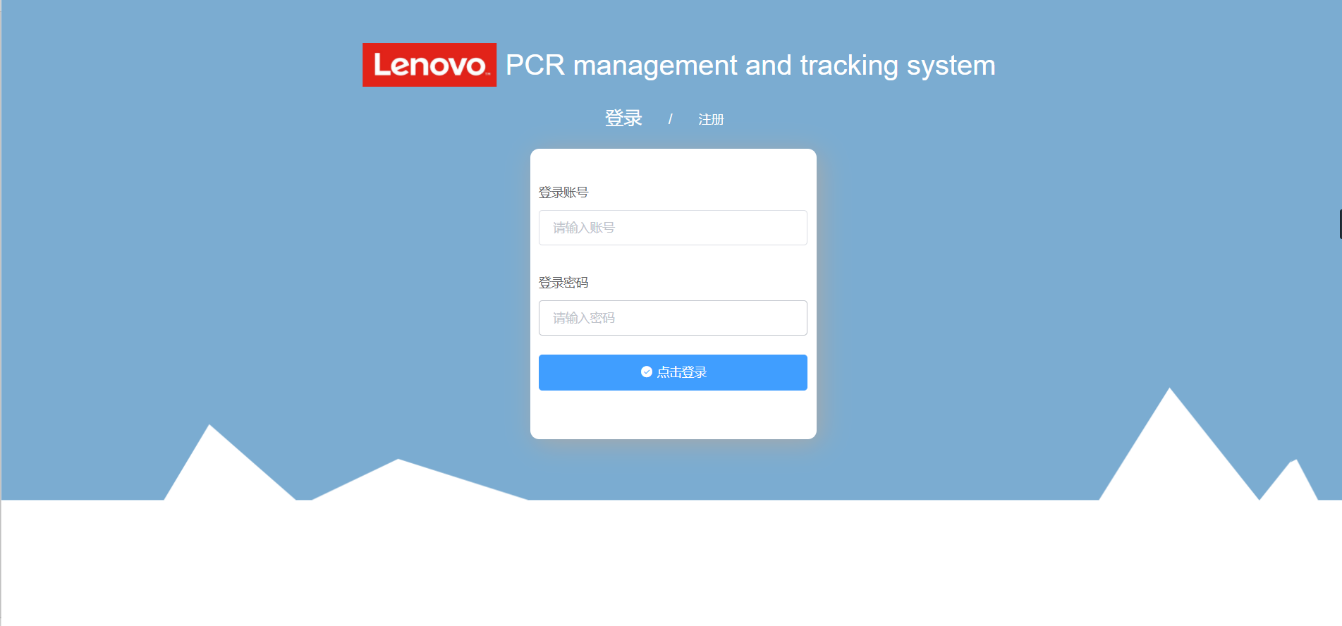 Lenovo PCR management and tracking system
登录 / 注册
登录账号
请输入账号
登录密码
请输入密码
点击登录